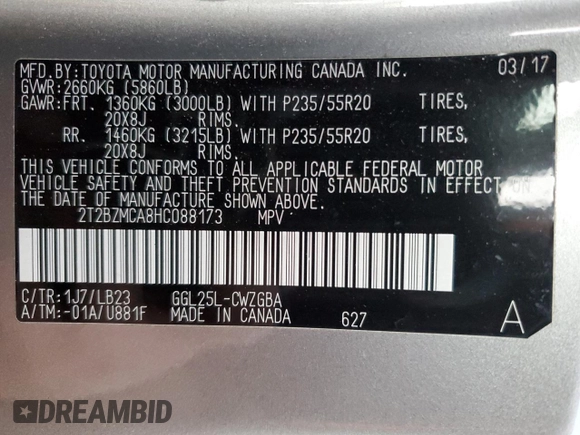 MFD.BY:TOYOTA MOTOR MANUFACTURING CANADA INC. 03/17
GVWR:2660KG (5860LB)
GAWR:FRT. 1360KG (3000LB) WITH P235/55R20 TIRES,
20X8J RIMS.
RR. 1460KG (3215LB) WITH P235/55R20 TIRES,
20X8J RIMS.
THIS VEHICLE CONFORMS TO ALL APPLICABLE FEDERAL MOTOR
VEHICLE SAFETY AND THEFT PREVENTION STANDARDS IN EFFECT ON
THE DATE OF MANUFACTURE SHOWN ABOVE.
2T2BZMCA8HC088173 MPV
C/TR:1J7/LB23 GGL25L-CWZGBA
A/TM:-01A/U881F MADE IN CANADA 627 A
DREAMBID